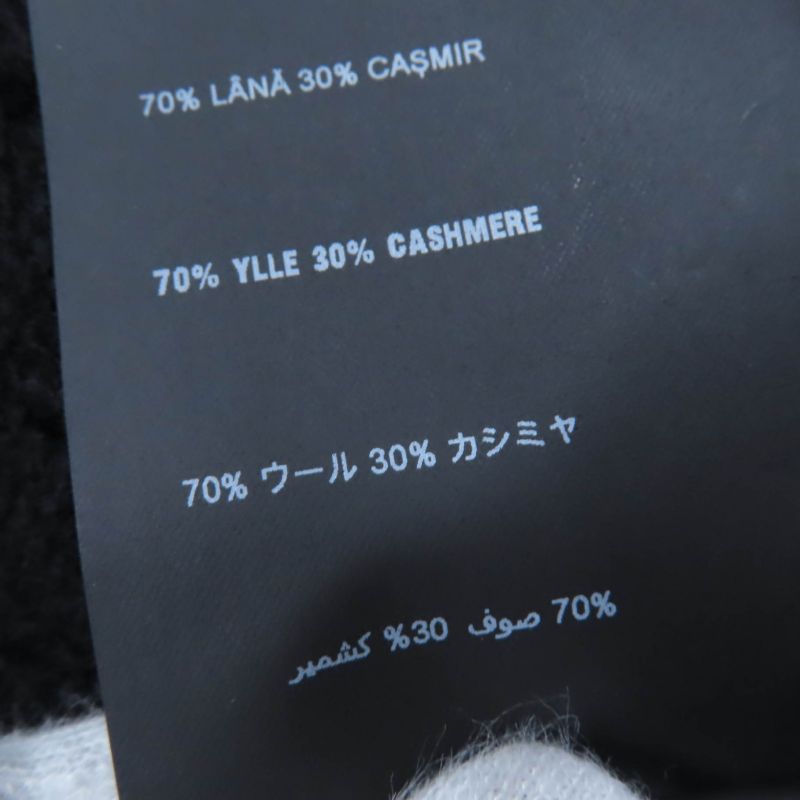 70% LÂNĂ 30% CAȘMIR
70% YLLE 30% CASHMERE
70% ウール 30% カシミヤ
70% صوف 30% كشمير